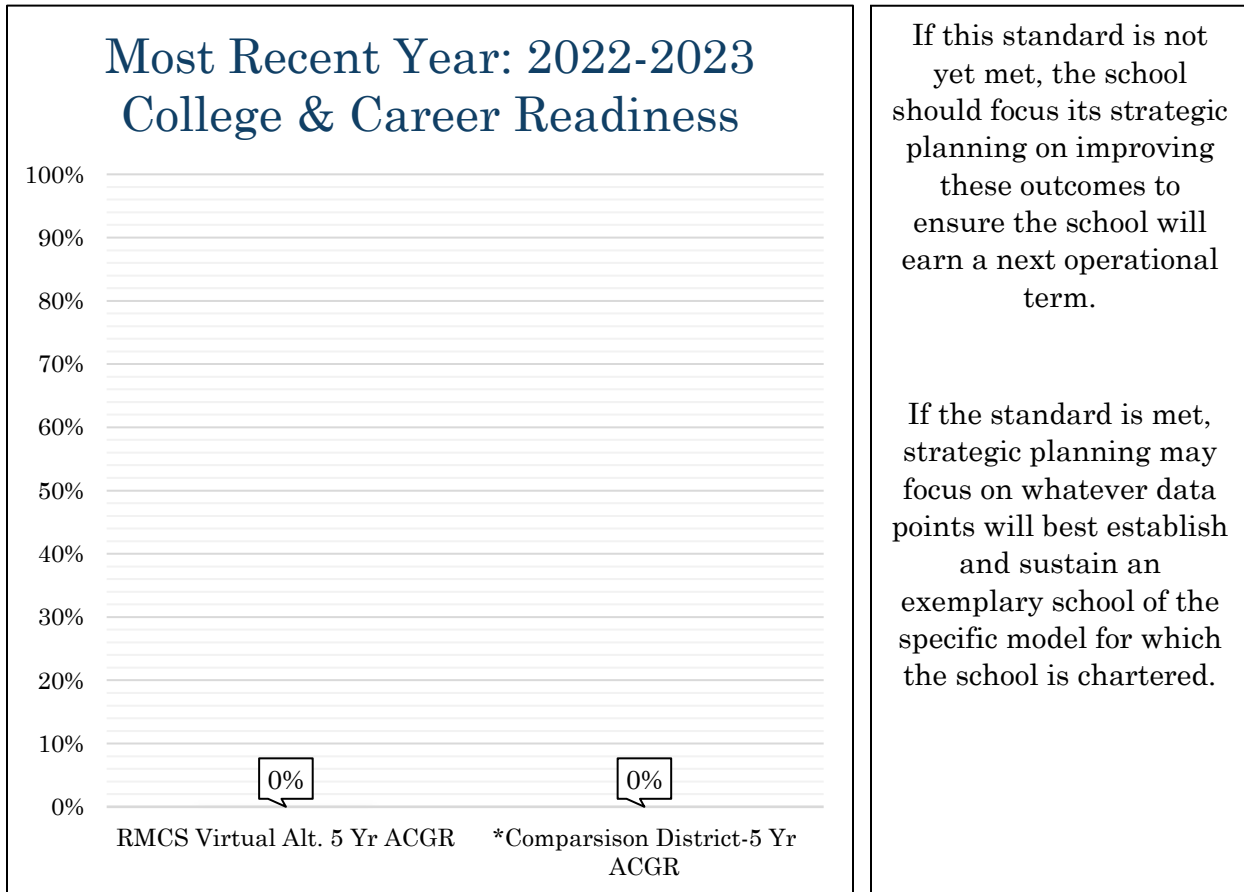 Most Recent Year: 2022-2023
College & Career Readiness
100%
90%
80%
70%
60%
50%
40%
30%
20%
10%
0%
0%
0%
RMCS Virtual Alt. 5 Yr ACGR
*Comparsison District-5 Yr
ACGR
If this standard is not
yet met, the school
should focus its strategic
planning on improving
these outcomes to
ensure the school will
earn a next operational
term.
If the standard is met,
strategic planning may
focus on whatever data
points will best establish
and sustain an
exemplary school of the
specific model for which
the school is chartered.